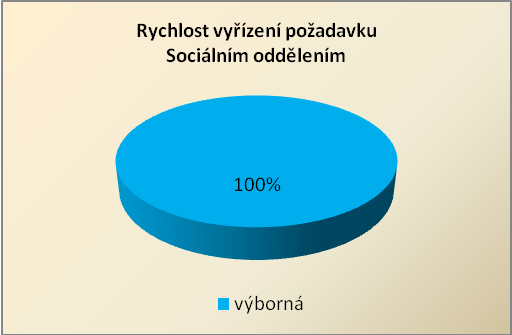 Rychlost vyřízení požadavku
Sociálním oddělením
100%
výborná